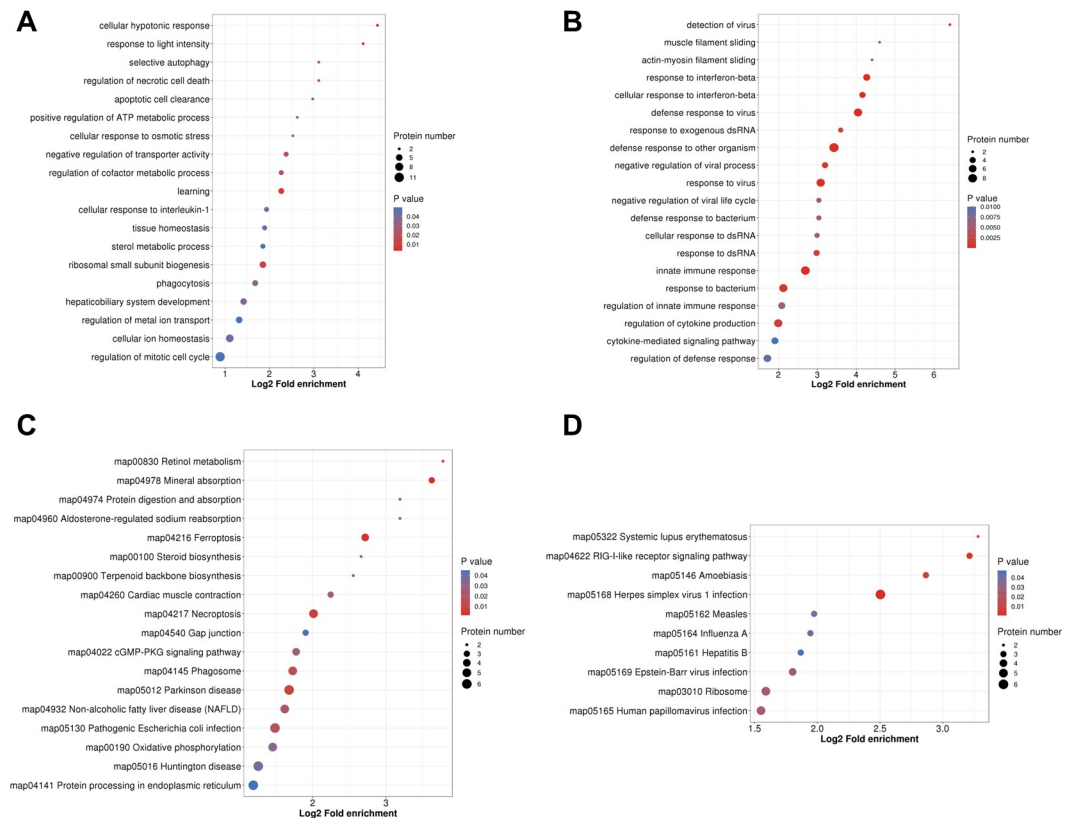 A
cellular hypotonic response
response to light intensity
selective autophagy
regulation of necrotic cell death
apoptotic cell clearance
positive regulation of ATP metabolic process
cellular response to osmotic stress
negative regulation of transporter activity
regulation of cofactor metabolic process
learning
cellular response to interleukin-1
tissue homeostasis
sterol metabolic process
ribosomal small subunit biogenesis
phagocytosis
hepaticobiliary system development
regulation of metal ion transport
cellular ion homeostasis
regulation of mitotic cell cycle
1 2 3 4
Log2 Fold enrichment
Protein number
2
5
8
11
P value
0.04
0.03
0.02
0.01
B
detection of virus
muscle filament sliding
actin-myosin filament sliding
response to interferon-beta
cellular response to interferon-beta
defense response to virus
response to exogenous dsRNA
defense response to other organism
negative regulation of viral process
response to virus
negative regulation of viral life cycle
defense response to bacterium
cellular response to dsRNA
response to dsRNA
innate immune response
response to bacterium
regulation of innate immune response
regulation of cytokine production
cytokine-mediated signaling pathway
regulation of defense response
2 3 4 5 6
Log2 Fold enrichment
Protein number
2
4
6
8
P value
0.0100
0.0075
0.0050
0.0025
C
map00830 Retinol metabolism
map04978 Mineral absorption
map04974 Protein digestion and absorption
map04960 Aldosterone-regulated sodium reabsorption
map04216 Ferroptosis
map00100 Steroid biosynthesis
map00900 Terpenoid backbone biosynthesis
map04260 Cardiac muscle contraction
map04217 Necroptosis
map04540 Gap junction
map04022 cGMP-PKG signaling pathway
map04145 Phagosome
map05012 Parkinson disease
map04932 Non-alcoholic fatty liver disease (NAFLD)
map05130 Pathogenic Escherichia coli infection
map00190 Oxidative phosphorylation
map05016 Huntington disease
map04141 Protein processing in endoplasmic reticulum
2 3
Log2 Fold enrichment
P value
0.04
0.03
0.02
0.01
Protein number
2
3
4
5
6
D
map05322 Systemic lupus erythematosus
map04622 RIG-I-like receptor signaling pathway
map05146 Amoebiasis
map05168 Herpes simplex virus 1 infection
map05162 Measles
map05164 Influenza A
map05161 Hepatitis B
map05169 Epstein-Barr virus infection
map03010 Ribosome
map05165 Human papillomavirus infection
1.5 2.0 2.5 3.0
Log2 Fold enrichment
P value
0.04
0.03
0.02
0.01
Protein number
2
3
4
5
6